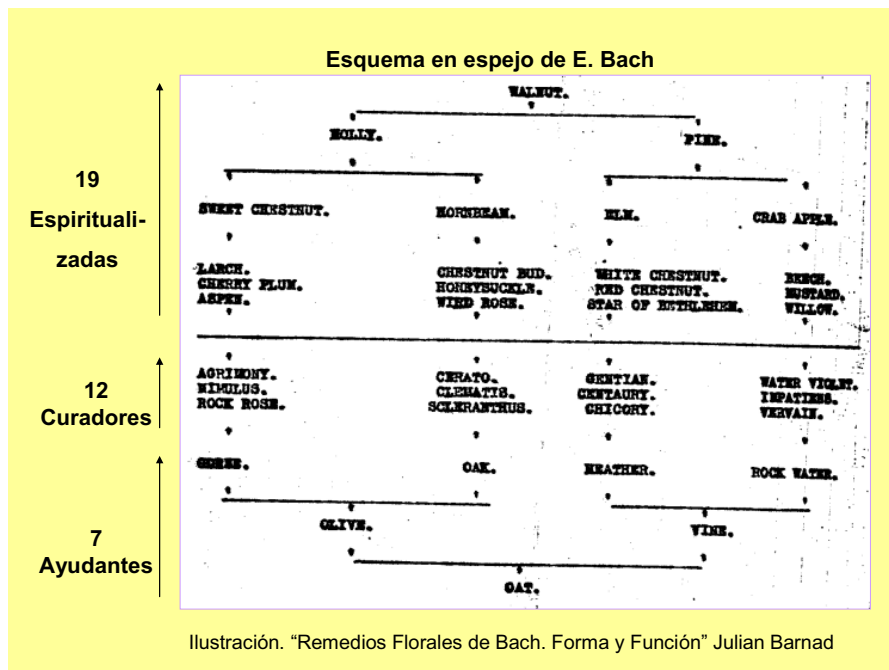 Esquema en espejo de E. Bach
WALNUT.
HOLLY. PINE.
19
Espirituali-
zadas
SWEET CHESTNUT. HORNBEAM. ELM. CRAB APPLE.
LARCH. CHESTNUT BUD. WHITE CHESTNUT. BEECH.
CHERRY PLUM. HONEYSUCKLE. RED CHESTNUT. MUSTARD.
ASPEN. WIRD ROSE. STAR OF BETHLEHEM. WILLOW.
12
Curadores
AGRIMONY. CERATO. GENTIAN. WATER VIOLET.
MIMULUS. CLEMATIS. CENTAURY. IMPATIENS.
ROCK ROSE. SCLERANTHUS. CHICORY. VERVAIN.
7
Ayudantes
GORSE. OAK. HEATHER. ROCK WATER.
OLIVE. VINE.
OAT.
Ilustración. “Remedios Florales de Bach. Forma y Función” Julian Barnad